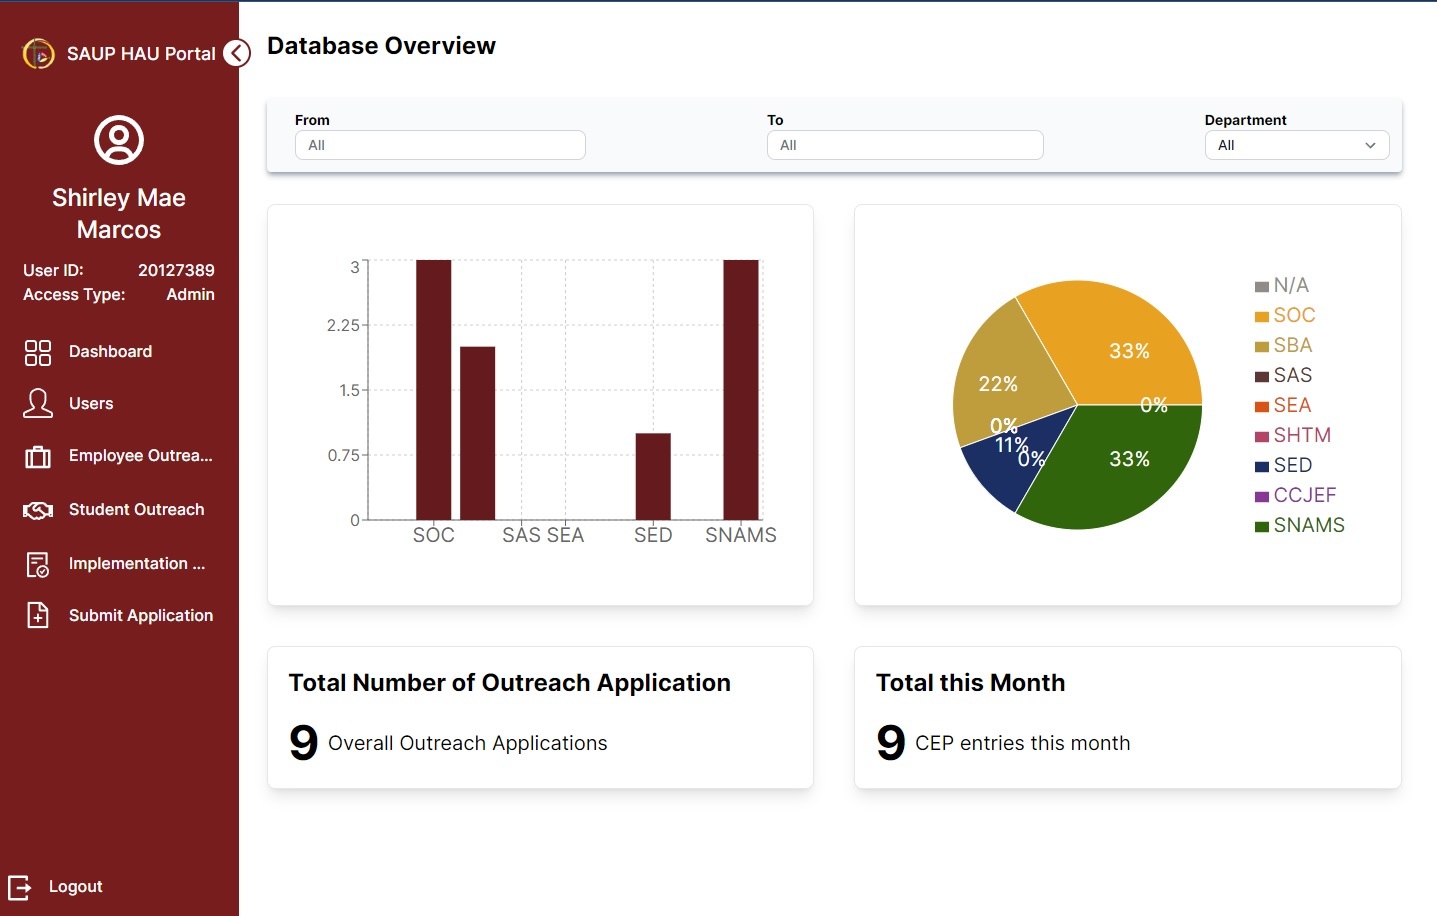 SAUP HAU Portal
Shirley Mae
Marcos
User ID: 20127389
Access Type: Admin
Dashboard
Users
Employee Outrea...
Student Outreach
Implementation ...
Submit Application
Logout
Database Overview
From To Department
All All All
3
2.25
1.5
0.75
0
SOC SAS SEA SED SNAMS
33%
22%
0%
0%
11%
0%
33%
N/A
SOC
SBA
SAS
SEA
SHTM
SED
CCJEF
SNAMS
Total Number of Outreach Application
9 Overall Outreach Applications
Total this Month
9 CEP entries this month